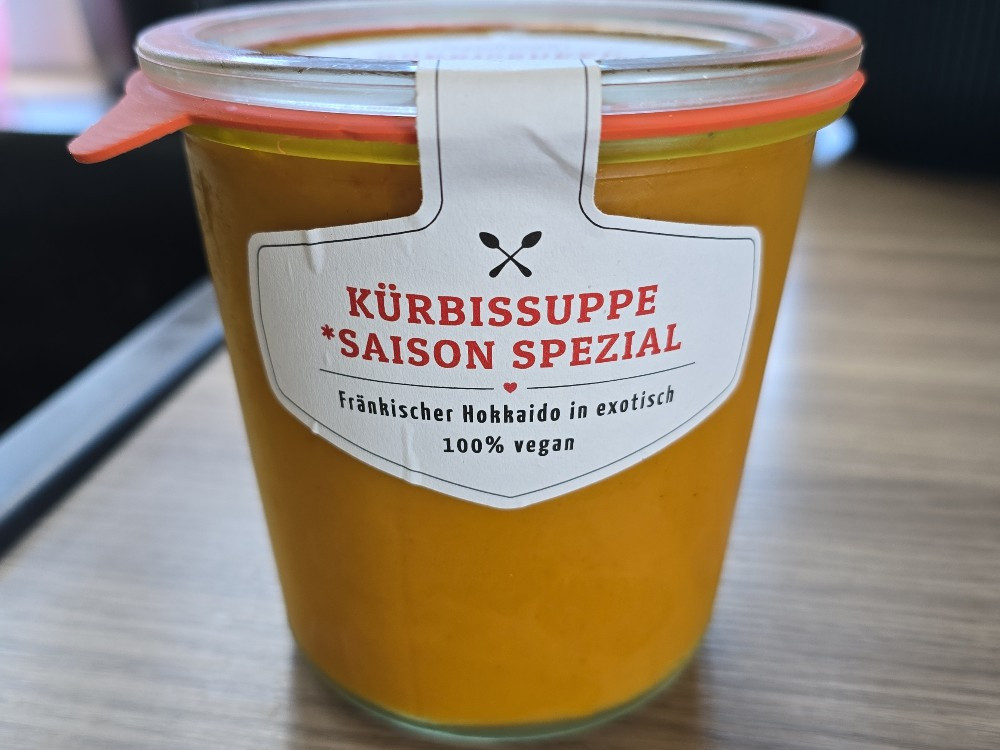 KÜRBISSUPPE
*SAISON SPEZIAL
Fränkischer Hokkaido in exotisch
100% vegan